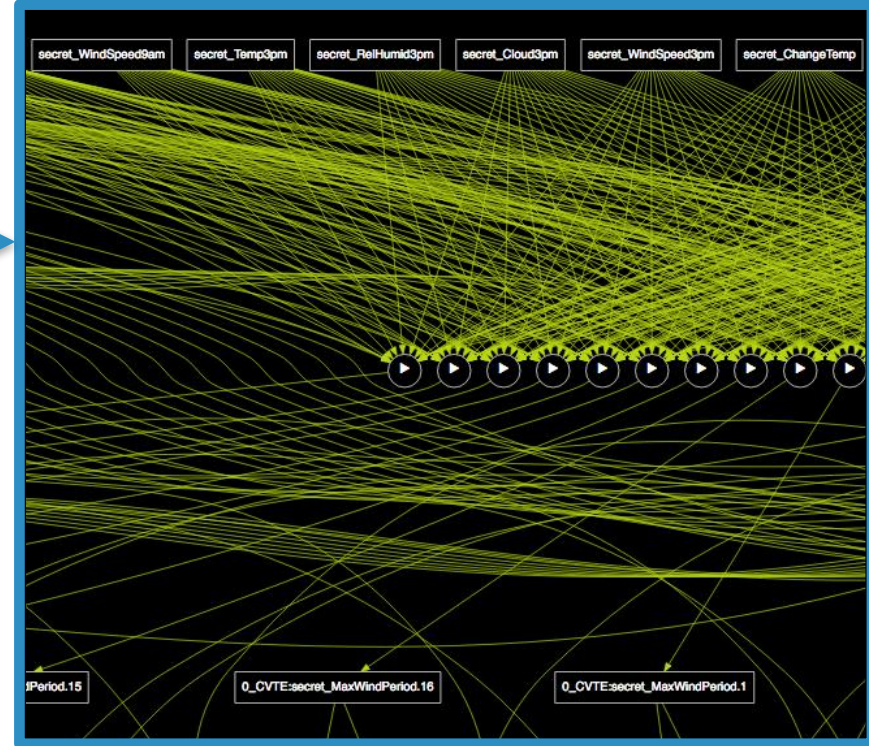 secret_WindSpeed9am
secret_Temp3pm
secret_RelHumid3pm
secret_Cloud3pm
secret_WindSpeed3pm
secret_ChangeTemp
dPeriod.15
0_CVTE:secret_MaxWindPeriod.16
0_CVTE:secret_MaxWindPeriod.1